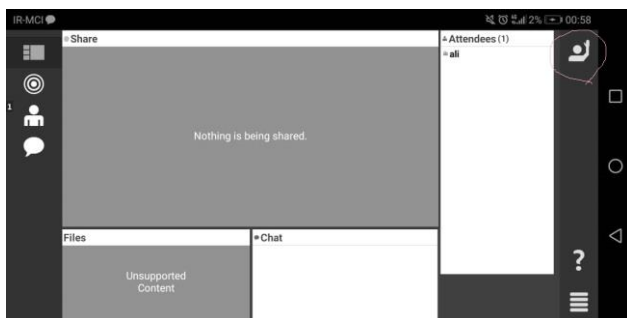 IR-MCI 2% 00:58
Share
Attendees (1)
ali
1
Nothing is being shared.
Files
Chat
Unsupported
Content
?